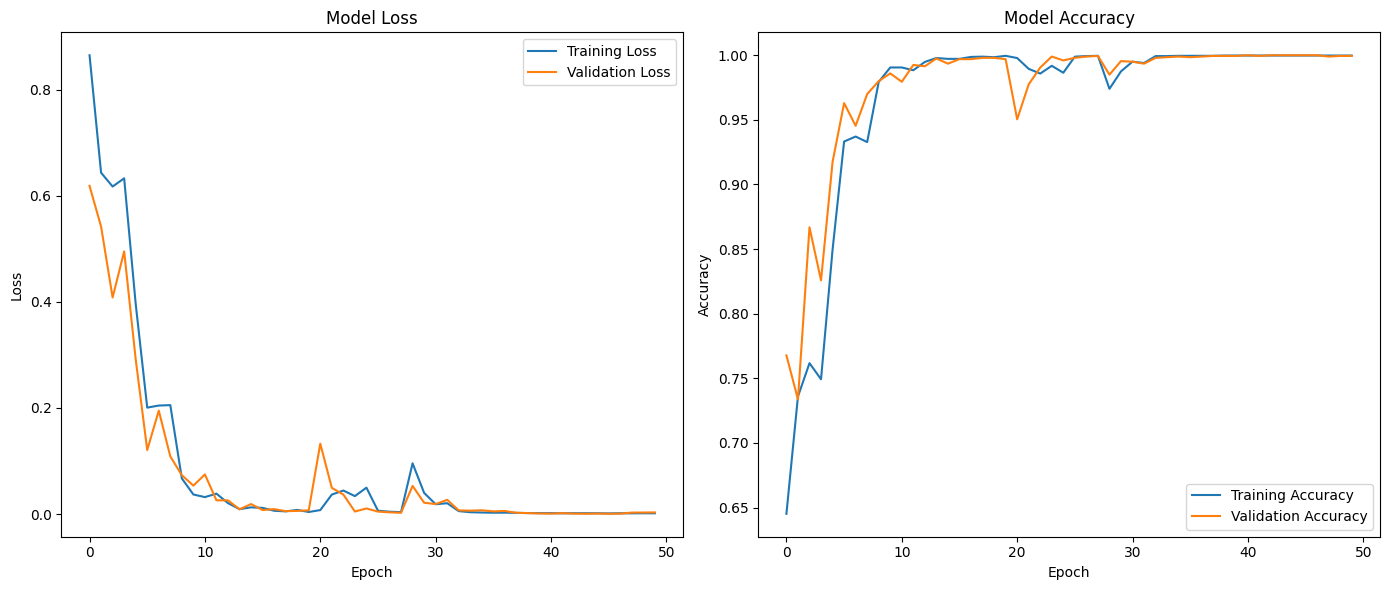 Model Loss
Training Loss
Validation Loss
0.8
0.6
0.4
0.2
0.0
Loss
0 10 20 30 40 50
Epoch
Model Accuracy
1.00
0.95
0.90
0.85
0.80
0.75
0.70
0.65
Accuracy
Training Accuracy
Validation Accuracy
0 10 20 30 40 50
Epoch